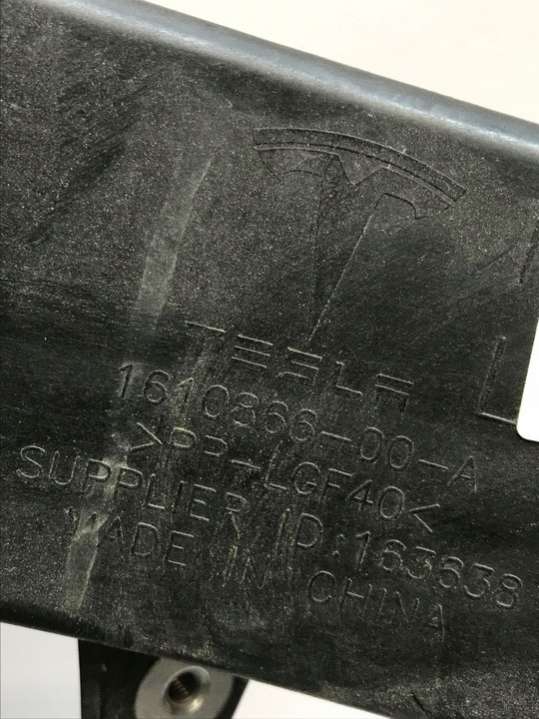 TESLA
1610866-00-A
>PP-LGF40<
SUPPLIER ID:163638
MADE IN CHINA
L